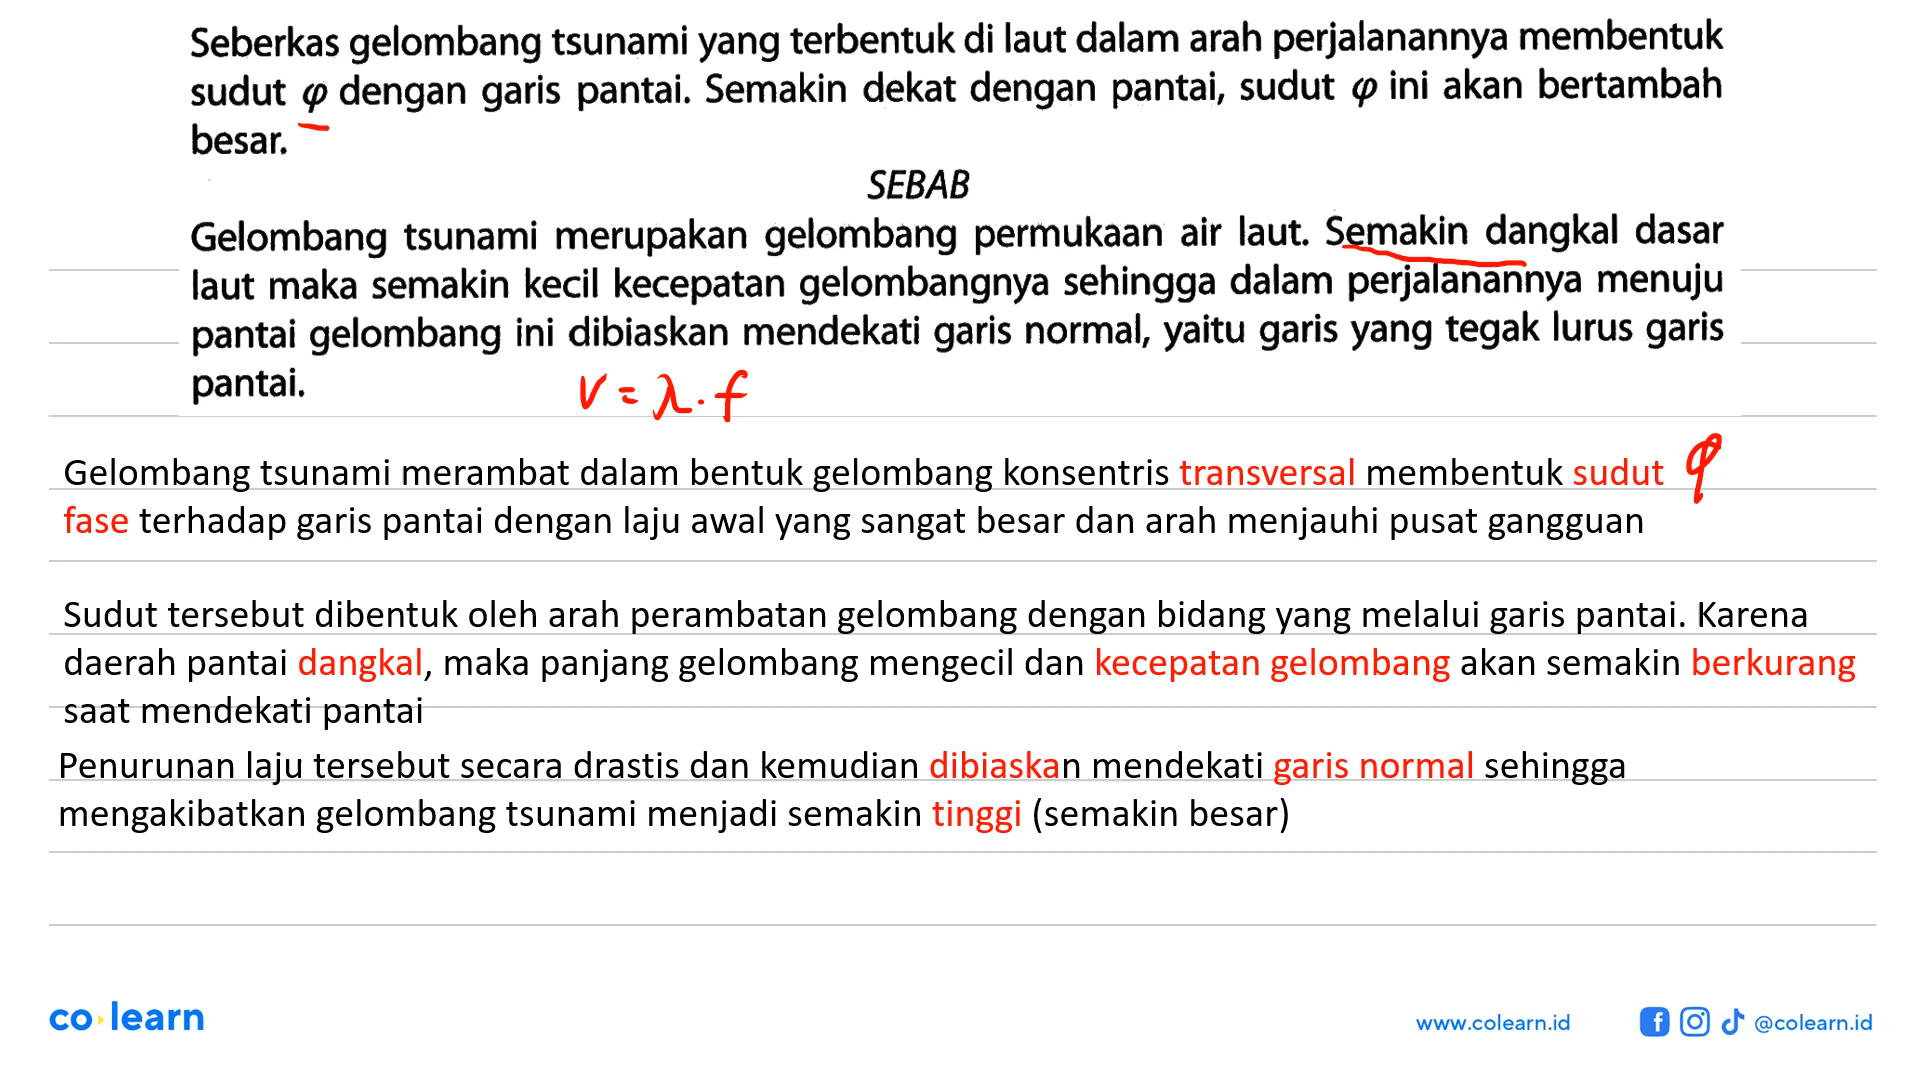 Seberkas gelombang tsunami yang terbentuk di laut dalam arah perjalanannya membentuk
sudut φ dengan garis pantai. Semakin dekat dengan pantai, sudut φ ini akan bertambah
besar.
SEBAB
Gelombang tsunami merupakan gelombang permukaan air laut. Semakin dangkal dasar
laut maka semakin kecil kecepatan gelombangnya sehingga dalam perjalanannya menuju
pantai gelombang ini dibiaskan mendekati garis normal, yaitu garis yang tegak lurus garis
pantai.
v = λ . f
Gelombang tsunami merambat dalam bentuk gelombang konsentris transversal membentuk sudut φ
fase terhadap garis pantai dengan laju awal yang sangat besar dan arah menjauhi pusat gangguan
Sudut tersebut dibentuk oleh arah perambatan gelombang dengan bidang yang melalui garis pantai. Karena
daerah pantai dangkal, maka panjang gelombang mengecil dan kecepatan gelombang akan semakin berkurang
saat mendekati pantai
Penurunan laju tersebut secara drastis dan kemudian dibiaskan mendekati garis normal sehingga
mengakibatkan gelombang tsunami menjadi semakin tinggi (semakin besar)
co learn
www.colearn.id
@colearn.id